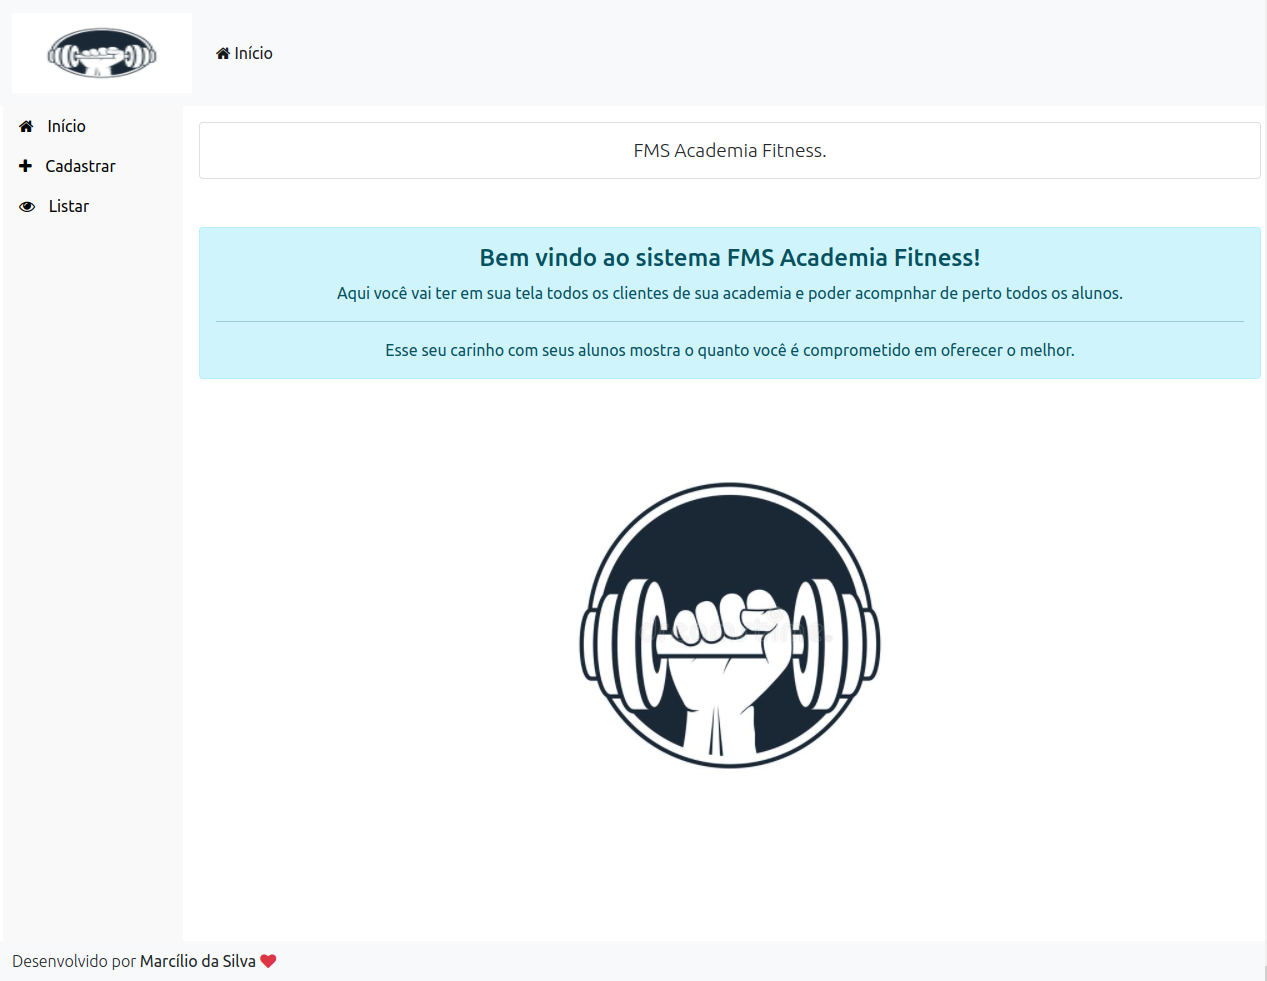 Início
Início
Cadastrar
Listar
FMS Academia Fitness.
Bem vindo ao sistema FMS Academia Fitness!
Aqui você vai ter em sua tela todos os clientes de sua academia e poder acompnhar de perto todos os alunos.
Esse seu carinho com seus alunos mostra o quanto você é comprometido em oferecer o melhor.
Desenvolvido por Marcílio da Silva